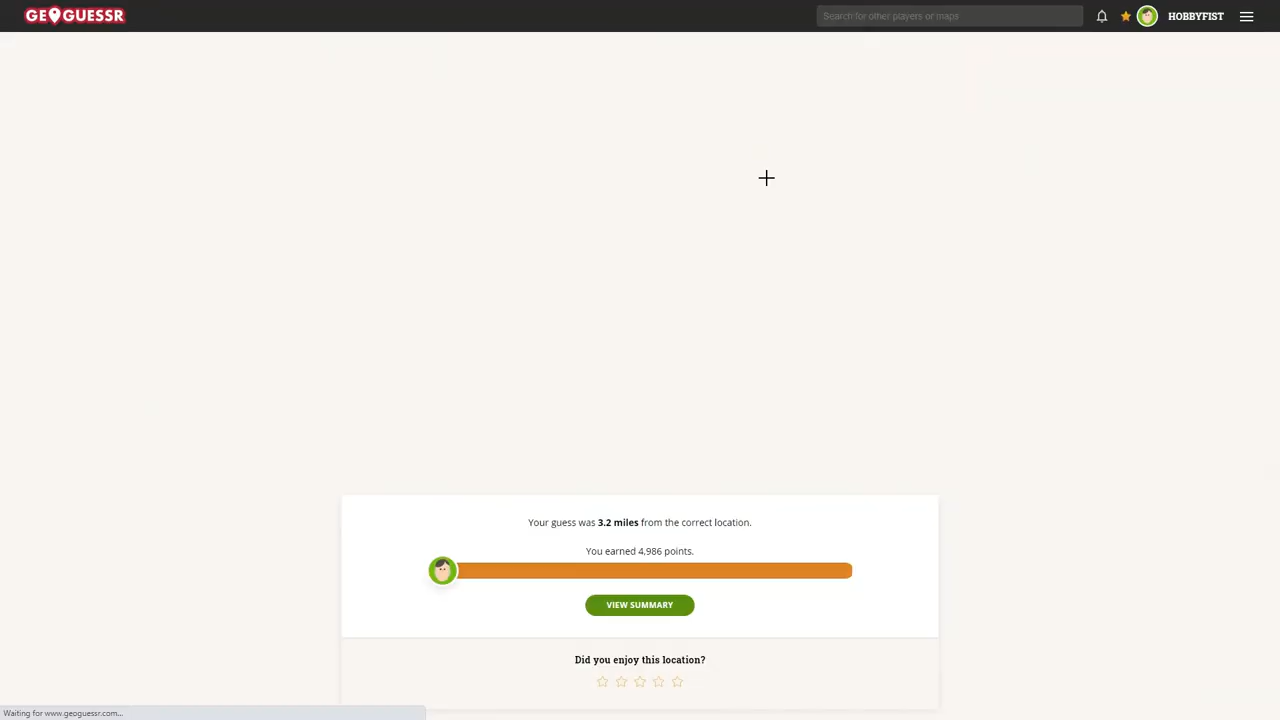 GEOGUESSR
Search for other players or maps
HOBBYFIST
Your guess was 3.2 miles from the correct location.
You earned 4,986 points.
VIEW SUMMARY
Did you enjoy this location?
Waiting for www.geoguessr.com...